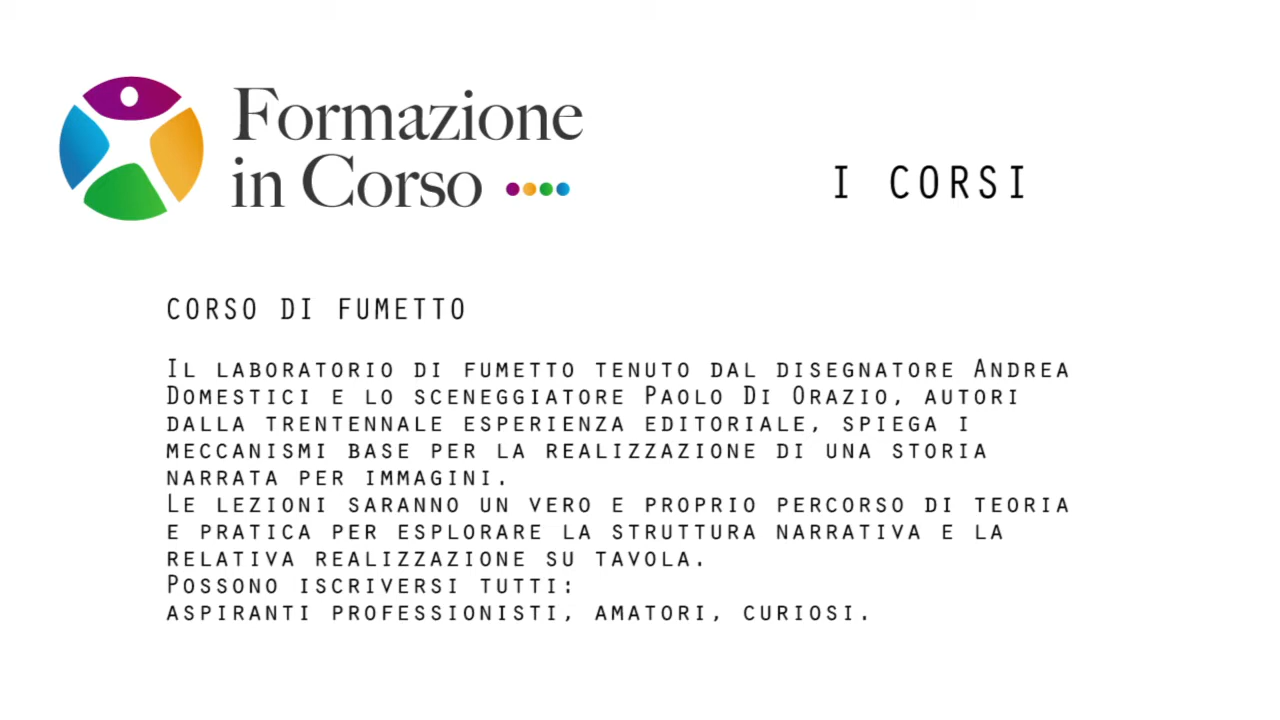 Formazione
in Corso
I CORSI
CORSO DI FUMETTO
Il laboratorio di fumetto tenuto dal disegnatore Andrea
Domestici e lo sceneggiatore Paolo Di Orazio, autori
dalla trentennale esperienza editoriale, spiega i
meccanismi base per la realizzazione di una storia
narrata per immagini.
Le lezioni saranno un vero e proprio percorso di teoria
e pratica per esplorare la struttura narrativa e la
relativa realizzazione su tavola.
Possono iscriversi tutti:
aspiranti professionisti, amatori, curiosi.